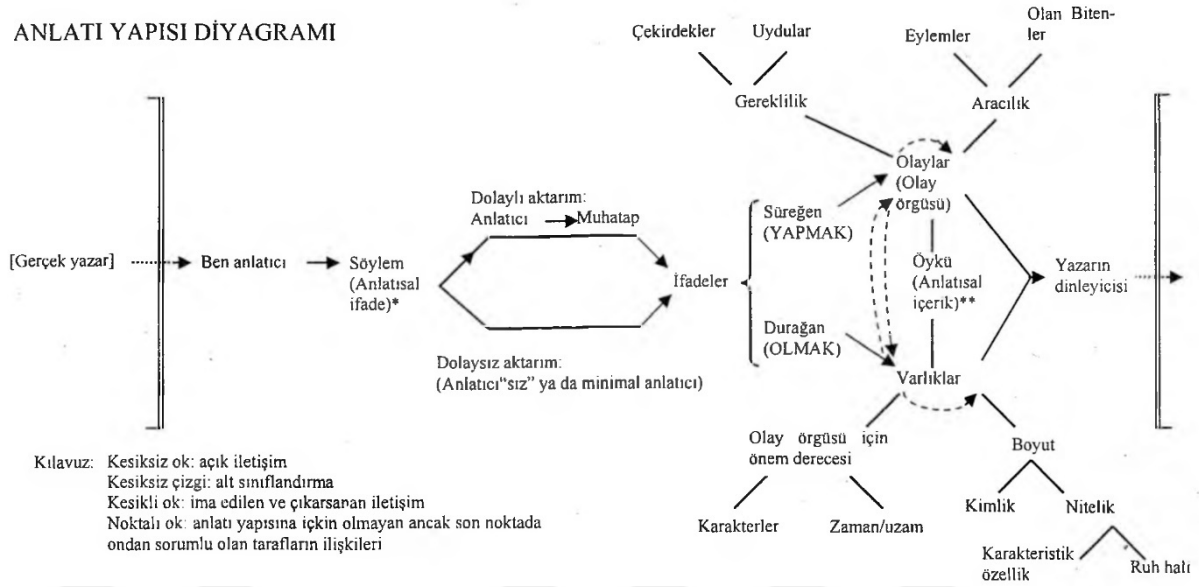 ANLATI YAPISI DİYAGRAMI
Çekirdekler
Uydular
Eylemler
Olan Biten-
ler
Gereklilik
Aracılık
Olaylar
(Olay
örgüsü)
Dolaylı aktarım:
Anlatıcı
Muhatap
Süreğen
(YAPMAK)
[Gerçek yazar]
Ben anlatıcı
Söylem
(Anlatısal
ifade)*
İfadeler
Öykü
(Anlatısal
içerik)**
Yazarın
dinleyicisi
Durağan
(OLMAK)
Dolaysız aktarım:
(Anlatıcı"sız" ya da minimal anlatıcı)
Varlıklar
Olay örgüsü için
önem derecesi
Boyut
Karakterler
Zaman/uzam
Kimlik
Nitelik
Karakteristik
özellik
Ruh hali
Kılavuz: Kesiksiz ok: açık iletişim
Kesiksiz çizgi: alt sınıflandırma
Kesikli ok: ima edilen ve çıkarsanan iletişim
Noktalı ok: anlatı yapısına içkin olmayan ancak son noktada
ondan sorumlu olan tarafların ilişkileri